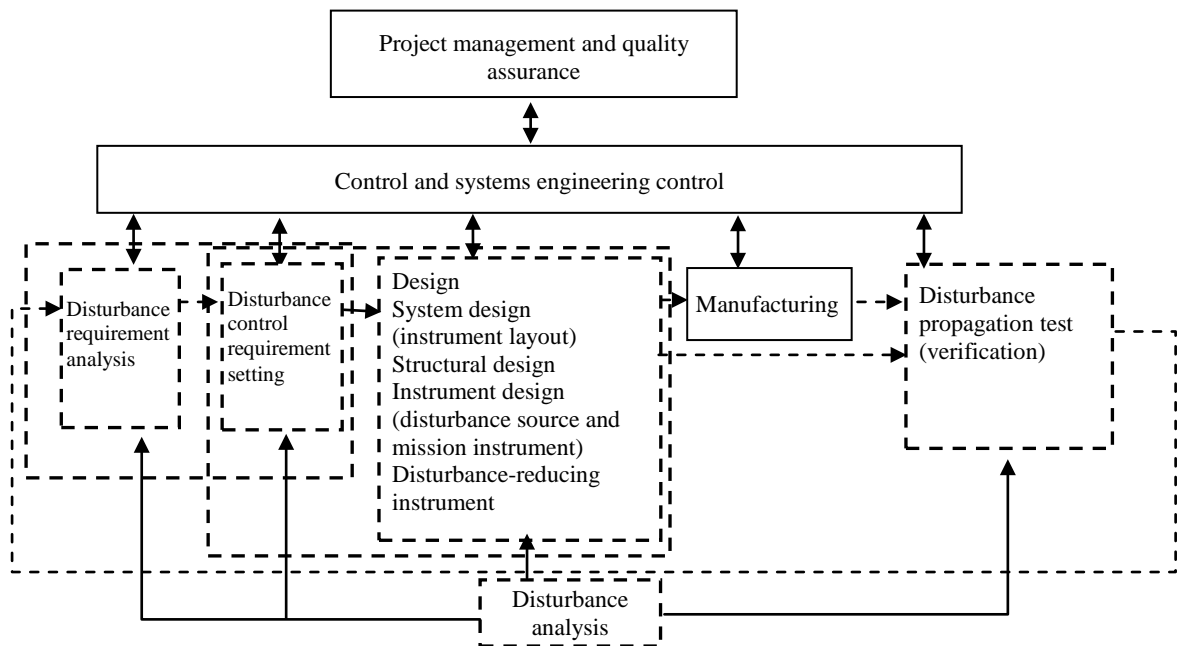 Project management and quality
assurance
Control and systems engineering control
Disturbance
requirement
analysis
Disturbance
control
requirement
setting
Design
System design
(instrument layout)
Structural design
Instrument design
(disturbance source and
mission instrument)
Disturbance-reducing
instrument
Manufacturing
Disturbance
propagation test
(verification)
Disturbance
analysis